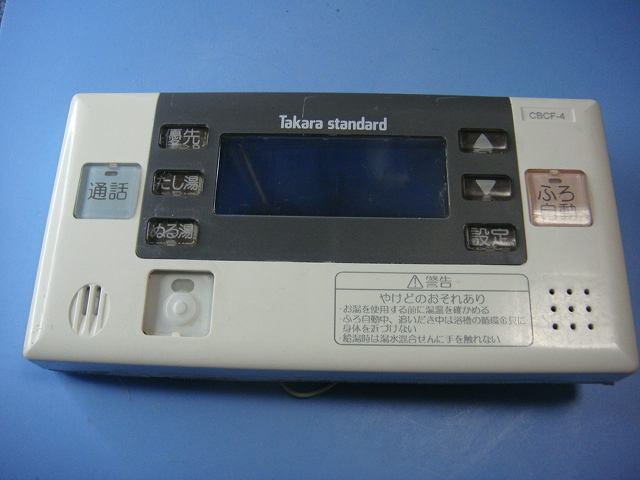 Takara standard
CBCF-4
優先
通話
たし湯
ふろ
自動
ぬる湯
設定
警告
やけどのおそれあり
・お湯を使用する前に湯温を確かめる
・ふろ自動中、追いだき中は浴槽の循環金具に
身体を近づけない
・給湯時は湯水混合せんに手を触れない